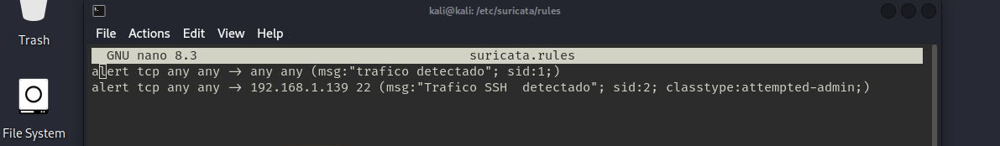 kali@kali: /etc/suricata/rules
Trash
File Actions Edit View Help
GNU nano 8.3 suricata.rules
alert tcp any any -> any any (msg:"trafico detectado"; sid:1;)
alert tcp any any -> 192.168.1.139 22 (msg:"Trafico SSH  detectado"; sid:2; classtype:attempted-admin;)
File System